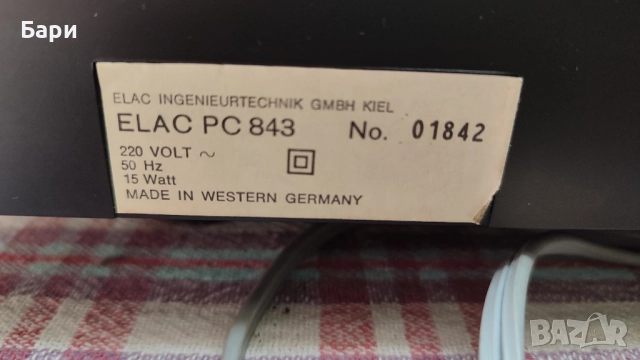 Бари
ELAC INGENIEURTECHNIK GMBH KIEL
ELAC PC 843 No. 01842
220 VOLT ~
50 Hz
15 Watt
MADE IN WESTERN GERMANY
BAZAR